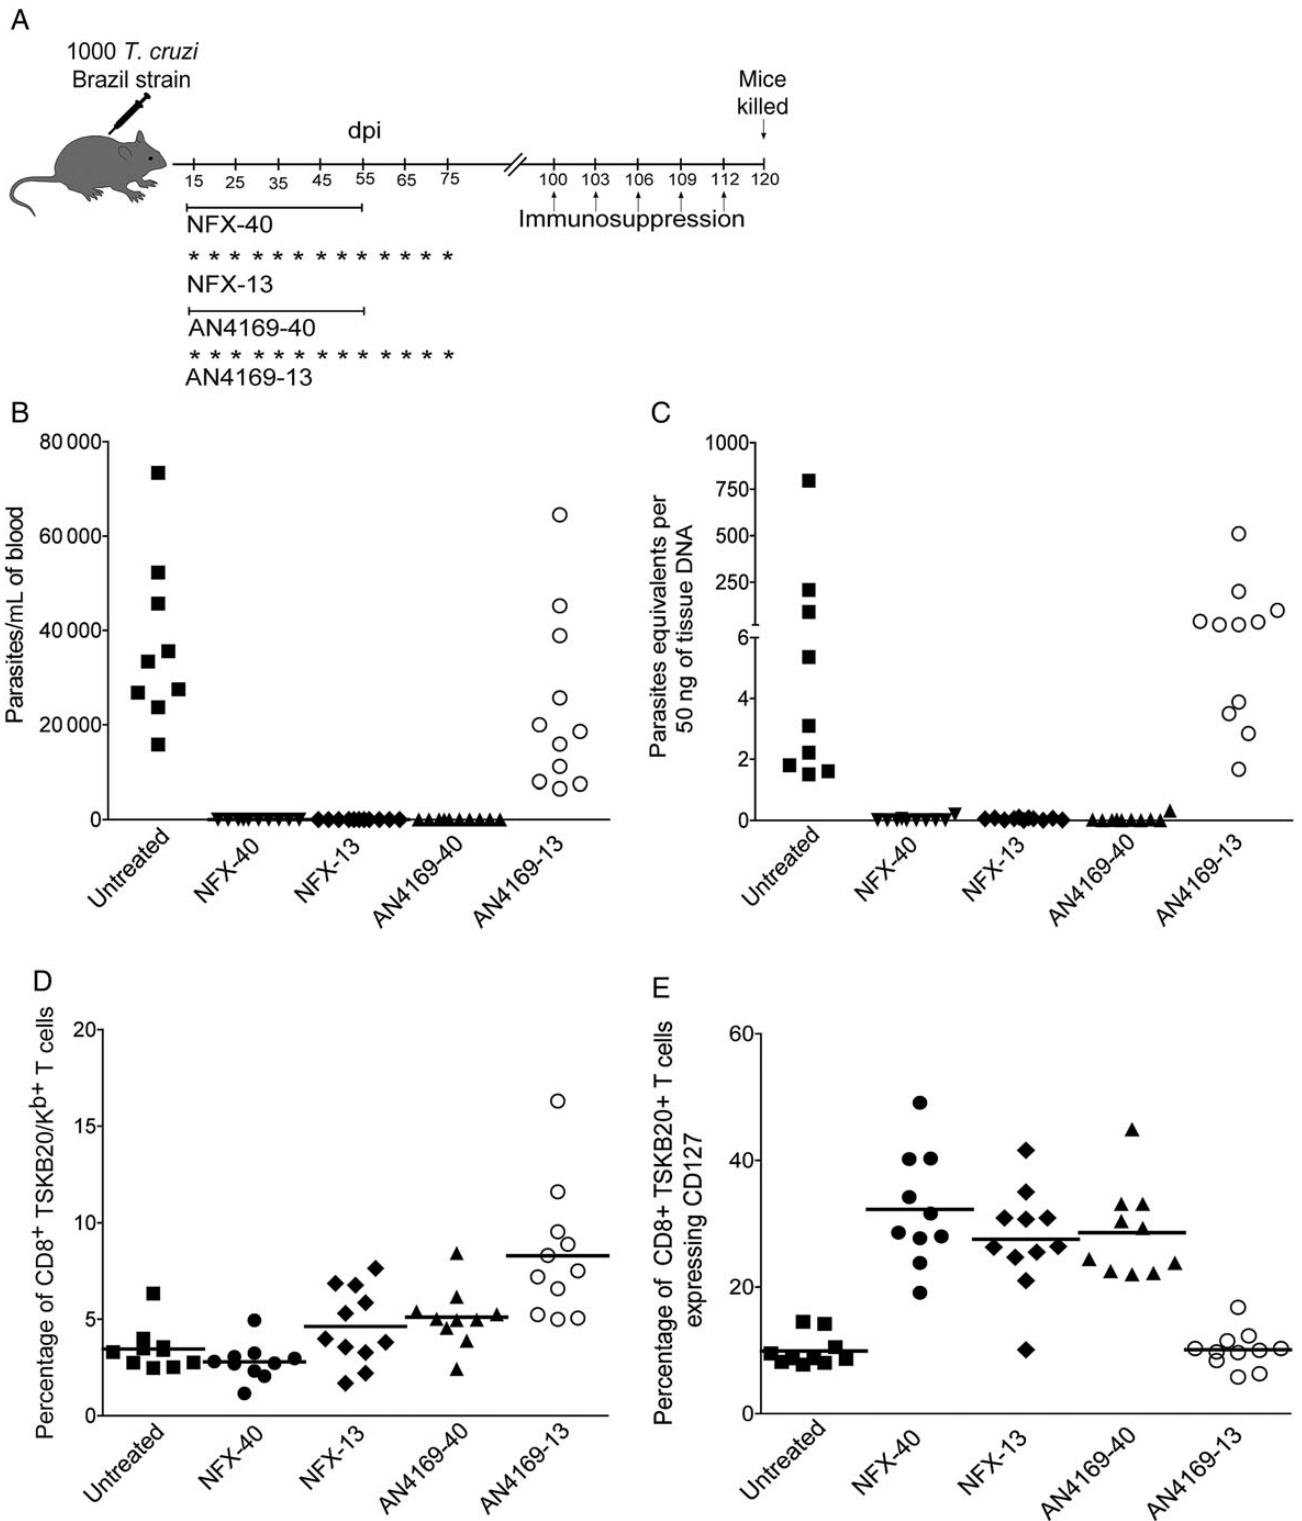 A
1000 T. cruzi
Brazil strain
Mice
killed
dpi
15 25 35 45 55 65 75 100 103 106 109 112 120
Immunosuppression
NFX-40
* * * * * * * * * * * * *
NFX-13
AN4169-40
* * * * * * * * * * * * *
AN4169-13
B
Parasites/mL of blood
80 000
60 000
40 000
20 000
0
Untreated
NFX-40
NFX-13
AN4169-40
AN4169-13
C
Parasites equivalents per
50 ng of tissue DNA
1000
750
500
250
6
4
2
0
Untreated
NFX-40
NFX-13
AN4169-40
AN4169-13
D
Percentage of CD8+ TSKB20/Kb+ T cells
20
15
10
5
0
Untreated
NFX-40
NFX-13
AN4169-40
AN4169-13
E
Percentage of CD8+ TSKB20+ T cells
expressing CD127
60
40
20
0
Untreated
NFX-40
NFX-13
AN4169-40
AN4169-13